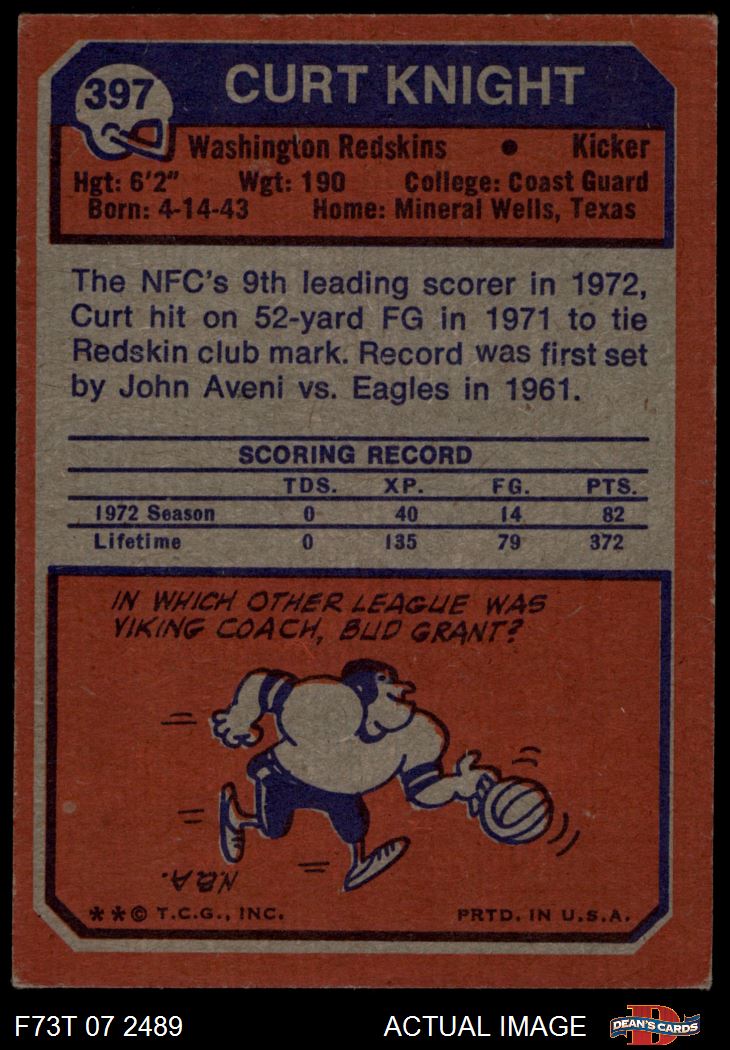 397
CURT KNIGHT
Washington Redskins • Kicker
Hgt: 6'2" Wgt: 190 College: Coast Guard
Born: 4-14-43 Home: Mineral Wells, Texas
The NFC's 9th leading scorer in 1972,
Curt hit on 52-yard FG in 1971 to tie
Redskin club mark. Record was first set
by John Aveni vs. Eagles in 1961.
SCORING RECORD
TDS. XP. FG. PTS.
1972 Season 0 40 14 82
Lifetime 0 135 79 372
IN WHICH OTHER LEAGUE WAS
VIKING COACH, BUD GRANT?
N.B.A.
**© T.C.G., INC. PRTD. IN U.S.A.
F73T 07 2489 ACTUAL IMAGE
D
DEAN'S CARDS